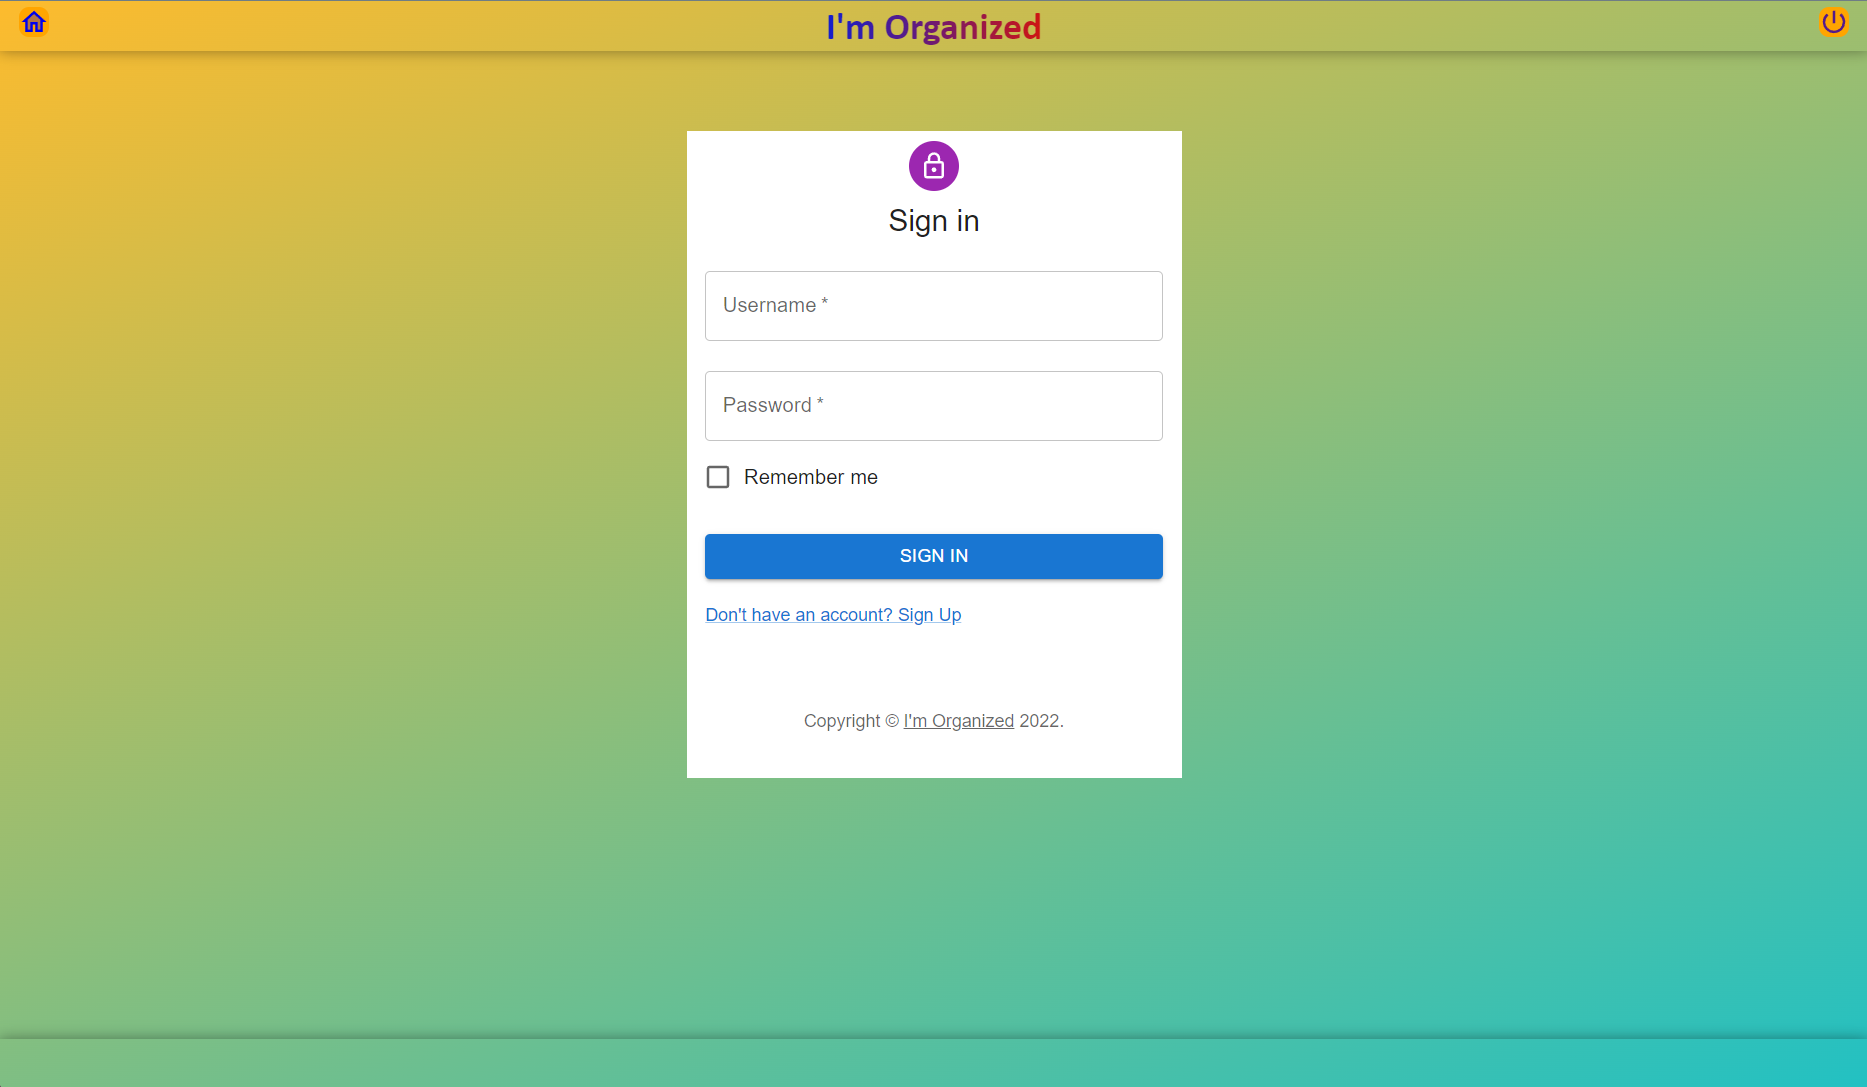 I'm Organized
Sign in
Username *
Password *
Remember me
SIGN IN
Don't have an account? Sign Up
Copyright © I'm Organized 2022.